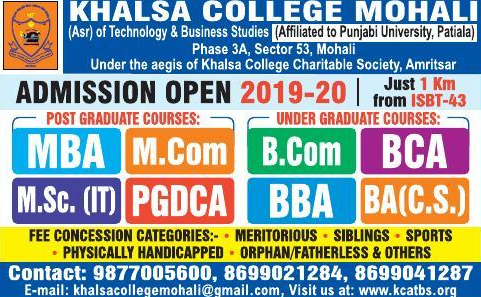 KHALSA COLLEGE MOHALI
(Asr) of Technology & Business Studies (Affiliated to Punjabi University, Patiala)
Phase 3A, Sector 53, Mohali
Under the aegis of Khalsa College Charitable Society, Amritsar
ADMISSION OPEN 2019-20
Just 1 Km
from ISBT-43
POST GRADUATE COURSES:
MBA
M.Com
M.Sc. (IT)
PGDCA
UNDER GRADUATE COURSES:
B.Com
BCA
BBA
BA(C.S.)
FEE CONCESSION CATEGORIES:- • MERITORIOUS • SIBLINGS • SPORTS
• PHYSICALLY HANDICAPPED • ORPHAN/FATHERLESS & OTHERS
Contact: 9877005600, 8699021284, 8699041287
E-mail: khalsacollegemohali@gmail.com, Visit us at: www.kcatbs.org